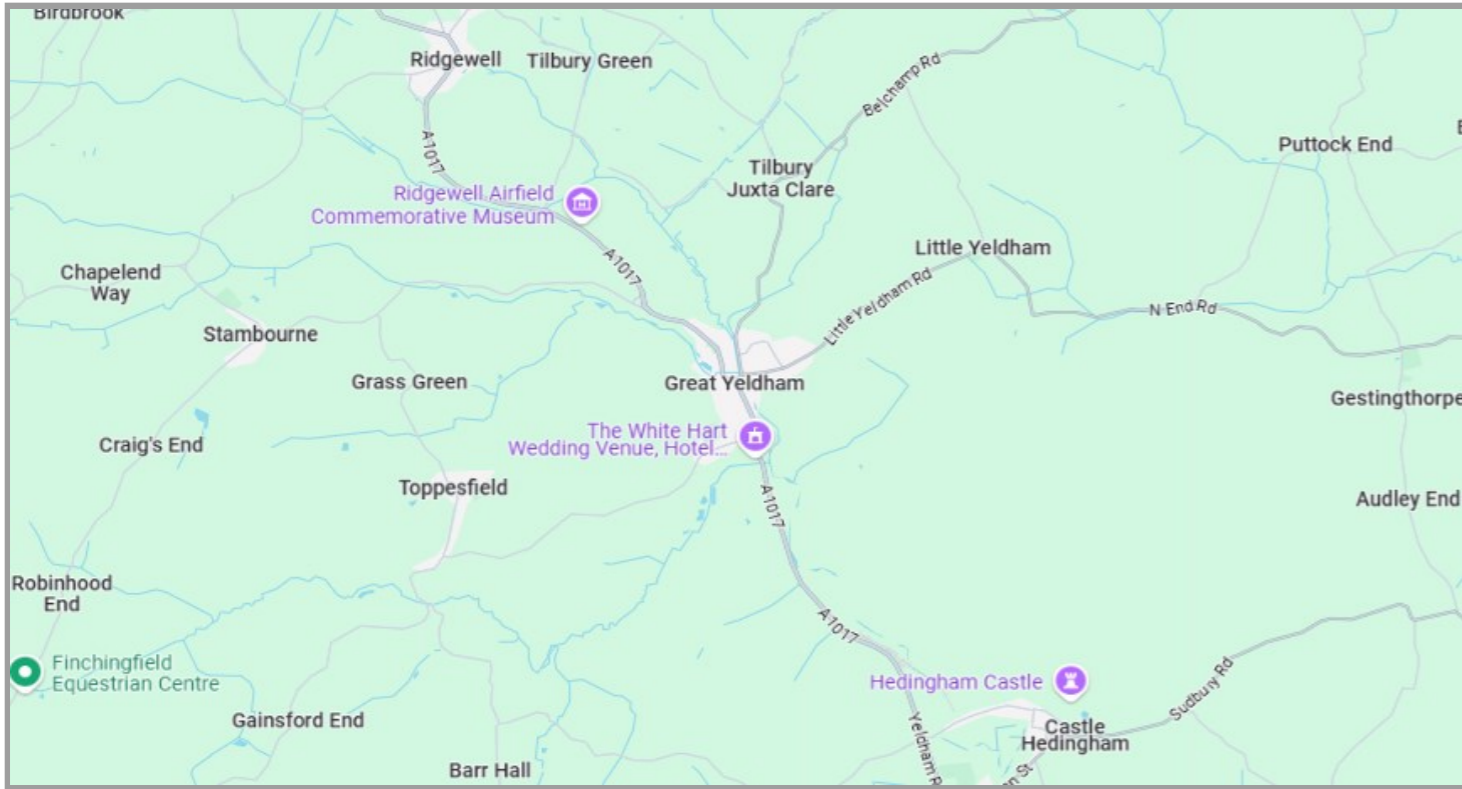 Birdbrook
Ridgewell
Tilbury Green
Belchamp Rd
A1017
Puttock End
Tilbury
Juxta Clare
Ridgewell Airfield
Commemorative Museum
A1017
Little Yeldham
Chapelend
Way
Little Yeldham Rd
N End Rd
Stambourne
Grass Green
Great Yeldham
Gestingthorpe
The White Hart
Wedding Venue, Hotel...
Craig's End
Toppesfield
A1017
Audley End
Robinhood
End
A1017
Finchingfield
Equestrian Centre
Hedingham Castle
Sudbury Rd
Gainsford End
Yeldham R
Castle
Hedingham
Barr Hall